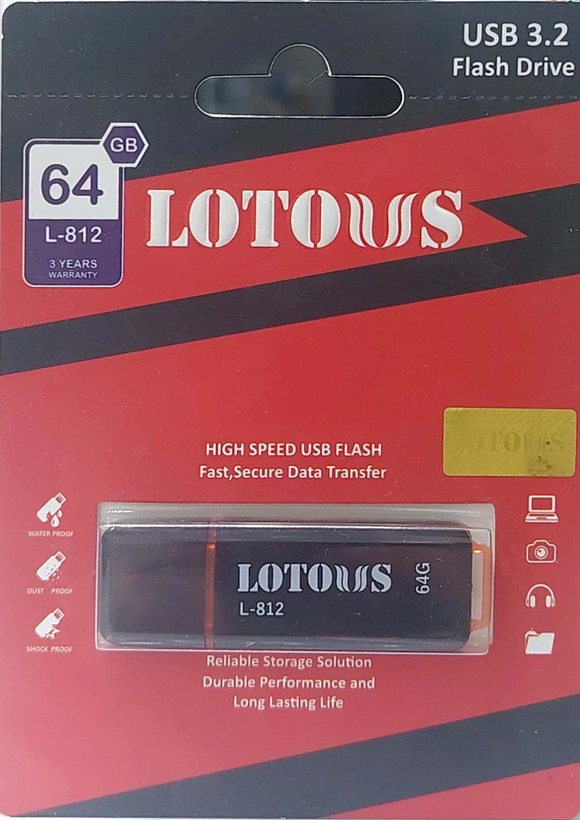 USB 3.2
Flash Drive
GB
64
L-812
3 YEARS
WARRANTY
LOTOUS
LOTOUS
HIGH SPEED USB FLASH
Fast,Secure Data Transfer
WATER PROOF
DUST PROOF
SHOCK PROOF
LOTOUS
64G
L-812
Reliable Storage Solution
Durable Performance and
Long Lasting Life